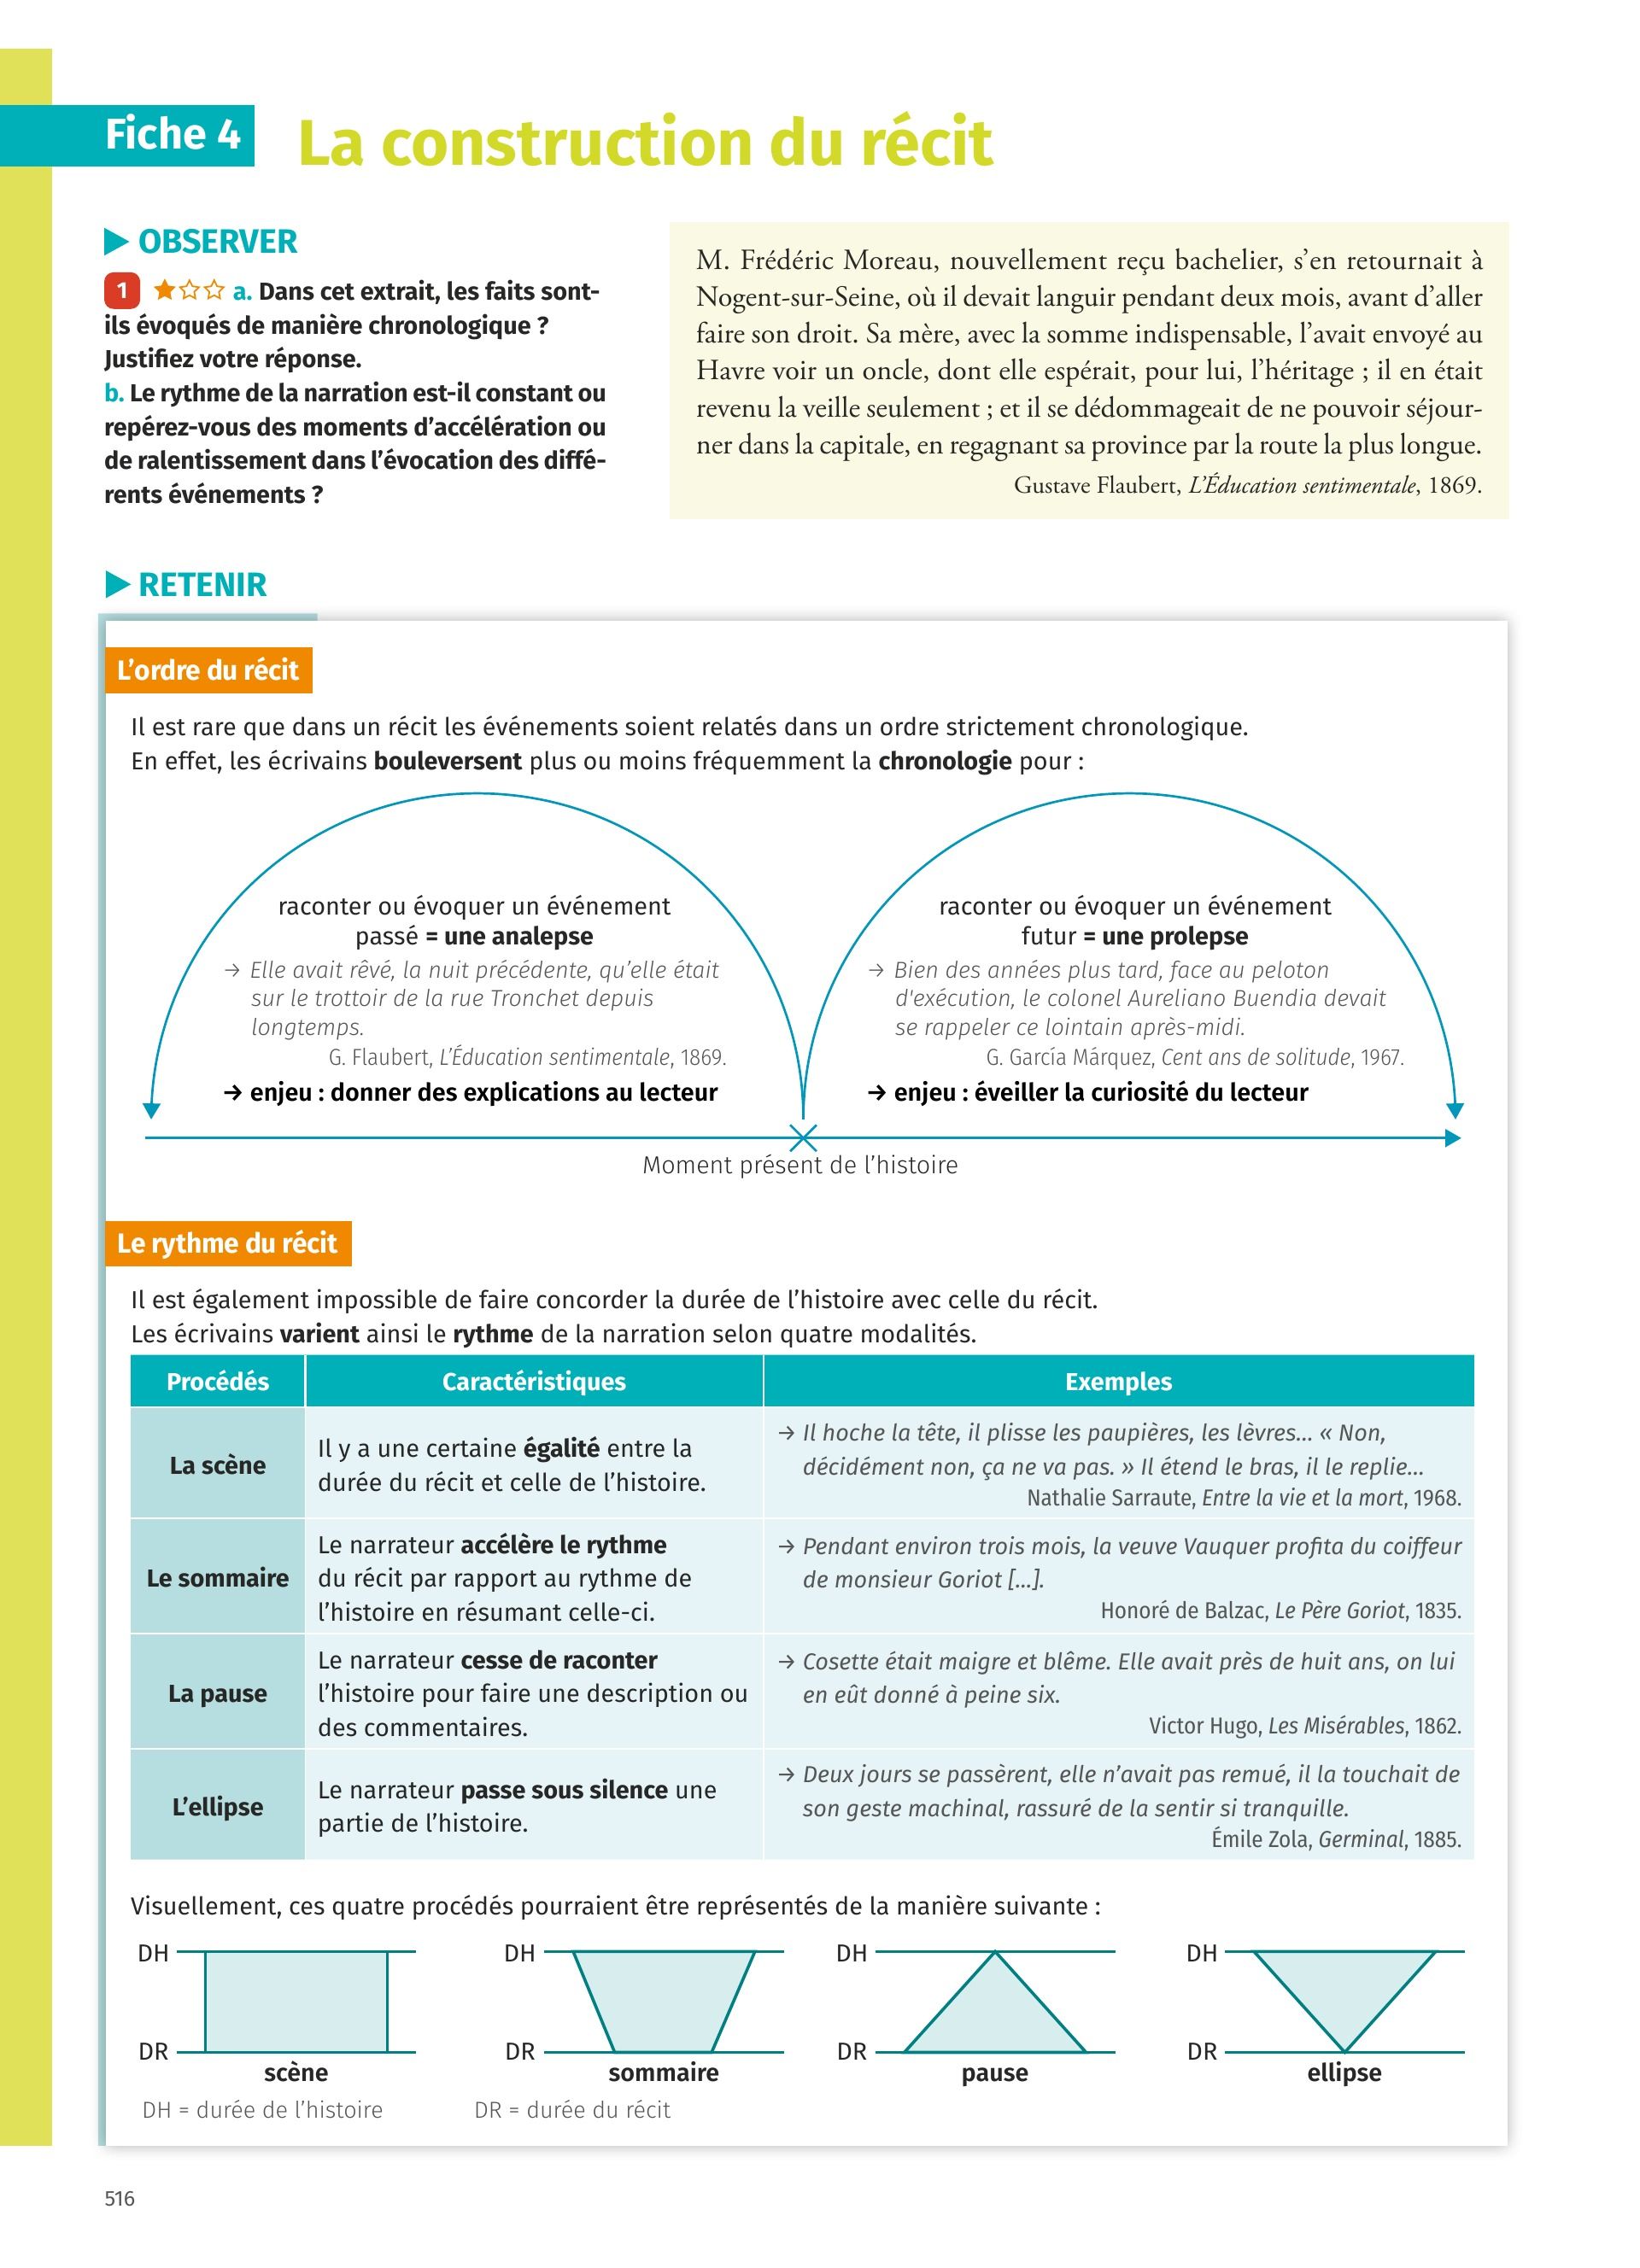 Fiche 4
La construction du récit
▶ OBSERVER
1 ★☆☆ a. Dans cet extrait, les faits sont-
ils évoqués de manière chronologique ?
Justifiez votre réponse.
b. Le rythme de la narration est-il constant ou
repérez-vous des moments d’accélération ou
de ralentissement dans l’évocation des diffé-
rents événements ?
M. Frédéric Moreau, nouvellement reçu bachelier, s’en retournait à
Nogent-sur-Seine, où il devait languir pendant deux mois, avant d’aller
faire son droit. Sa mère, avec la somme indispensable, l’avait envoyé au
Havre voir un oncle, dont elle espérait, pour lui, l’héritage ; il en était
revenu la veille seulement ; et il se dédommageait de ne pouvoir séjour-
ner dans la capitale, en regagnant sa province par la route la plus longue.
Gustave Flaubert, L’Éducation sentimentale, 1869.
▶ RETENIR
L’ordre du récit
Il est rare que dans un récit les événements soient relatés dans un ordre strictement chronologique.
En effet, les écrivains bouleversent plus ou moins fréquemment la chronologie pour :
raconter ou évoquer un événement
passé = une analepse
→ Elle avait rêvé, la nuit précédente, qu’elle était
sur le trottoir de la rue Tronchet depuis
longtemps.
G. Flaubert, L’Éducation sentimentale, 1869.
→ enjeu : donner des explications au lecteur
raconter ou évoquer un événement
futur = une prolepse
→ Bien des années plus tard, face au peloton
d'exécution, le colonel Aureliano Buendia devait
se rappeler ce lointain après-midi.
G. García Márquez, Cent ans de solitude, 1967.
→ enjeu : éveiller la curiosité du lecteur
Moment présent de l’histoire
Le rythme du récit
Il est également impossible de faire concorder la durée de l’histoire avec celle du récit.
Les écrivains varient ainsi le rythme de la narration selon quatre modalités.
Procédés
Caractéristiques
Exemples
La scène
Il y a une certaine égalité entre la
durée du récit et celle de l’histoire.
→ Il hoche la tête, il plisse les paupières, les lèvres… « Non,
décidément non, ça ne va pas. » Il étend le bras, il le replie…
Nathalie Sarraute, Entre la vie et la mort, 1968.
Le sommaire
Le narrateur accélère le rythme
du récit par rapport au rythme de
l’histoire en résumant celle-ci.
→ Pendant environ trois mois, la veuve Vauquer profita du coiffeur
de monsieur Goriot […].
Honoré de Balzac, Le Père Goriot, 1835.
La pause
Le narrateur cesse de raconter
l’histoire pour faire une description ou
des commentaires.
→ Cosette était maigre et blême. Elle avait près de huit ans, on lui
en eût donné à peine six.
Victor Hugo, Les Misérables, 1862.
L’ellipse
Le narrateur passe sous silence une
partie de l’histoire.
→ Deux jours se passèrent, elle n’avait pas remué, il la touchait de
son geste machinal, rassuré de la sentir si tranquille.
Émile Zola, Germinal, 1885.
Visuellement, ces quatre procédés pourraient être représentés de la manière suivante :
DH
DR
scène
DH
DR
sommaire
DH
DR
pause
DH
DR
ellipse
DH = durée de l’histoire
DR = durée du récit
516